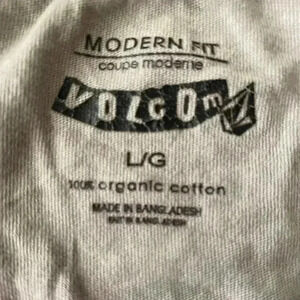 MODERN FIT
coupe moderne
VOLCOM
L/G
100% organic cotton
MADE IN BANGLADESH